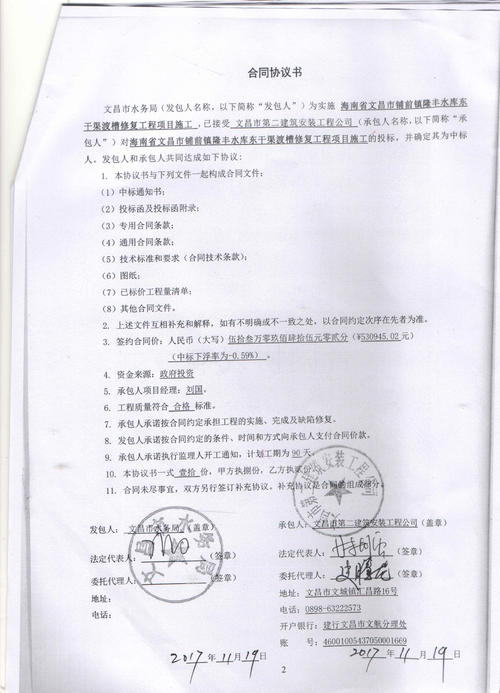 合同协议书
文昌市水务局（发包人名称，以下简称“发包人”）为实施 海南省文昌市铺前镇隆丰水库东
干渠渡槽修复工程项目施工，已接受 文昌市第二建筑安装工程公司（承包人名称，以下简称“承
包人”）对海南省文昌市铺前镇隆丰水库东干渠渡槽修复工程项目施工的投标，并确定其为中标
人。发包人和承包人共同达成如下协议：
1. 本协议书与下列文件一起构成合同文件：
（1）中标通知书；
（2）投标函及投标函附录；
（3）专用合同条款；
（4）通用合同条款；
（5）技术标准和要求（合同技术条款）；
（6）图纸；
（7）已标价工程量清单；
（8）其他合同文件。
2. 上述文件互相补充和解释，如有不明确或不一致之处，以合同约定次序在先者为准。
3. 签约合同价：人民币（大写）伍拾叁万零玖佰肆拾伍元零贰分（¥530945.02 元）
（中标下浮率为-0.59%）。
4. 资金来源：政府投资
5. 承包人项目经理：刘国。
6. 工程质量符合 合格 标准。
7. 承包人承诺按合同约定承担工程的实施、完成及缺陷修复。
8. 发包人承诺按合同约定的条件、时间和方式向承包人支付合同价款。
9. 承包人承诺执行监理人开工通知，计划工期为 90 天。
10. 本协议书一式 壹拾 份，甲方执捌份，乙方执贰份。
11. 合同未尽事宜，双方另行签订补充协议。补充协议是合同的组成部分。
发包人：文昌市水务局（盖章）
承包人：文昌市第二建筑安装工程公司（盖章）
法定代表人：（签章）
法定代表人：（签章）
委托代理人：（签章）
委托代理人：（签章）
地址：
地址：文昌市文城镇汇昌路16号
电话：
电话：0898-63222573
开户银行：建行文昌市文航分理处
账 号：46001005437050001669
2017年11月19日
2017年11月19日
2